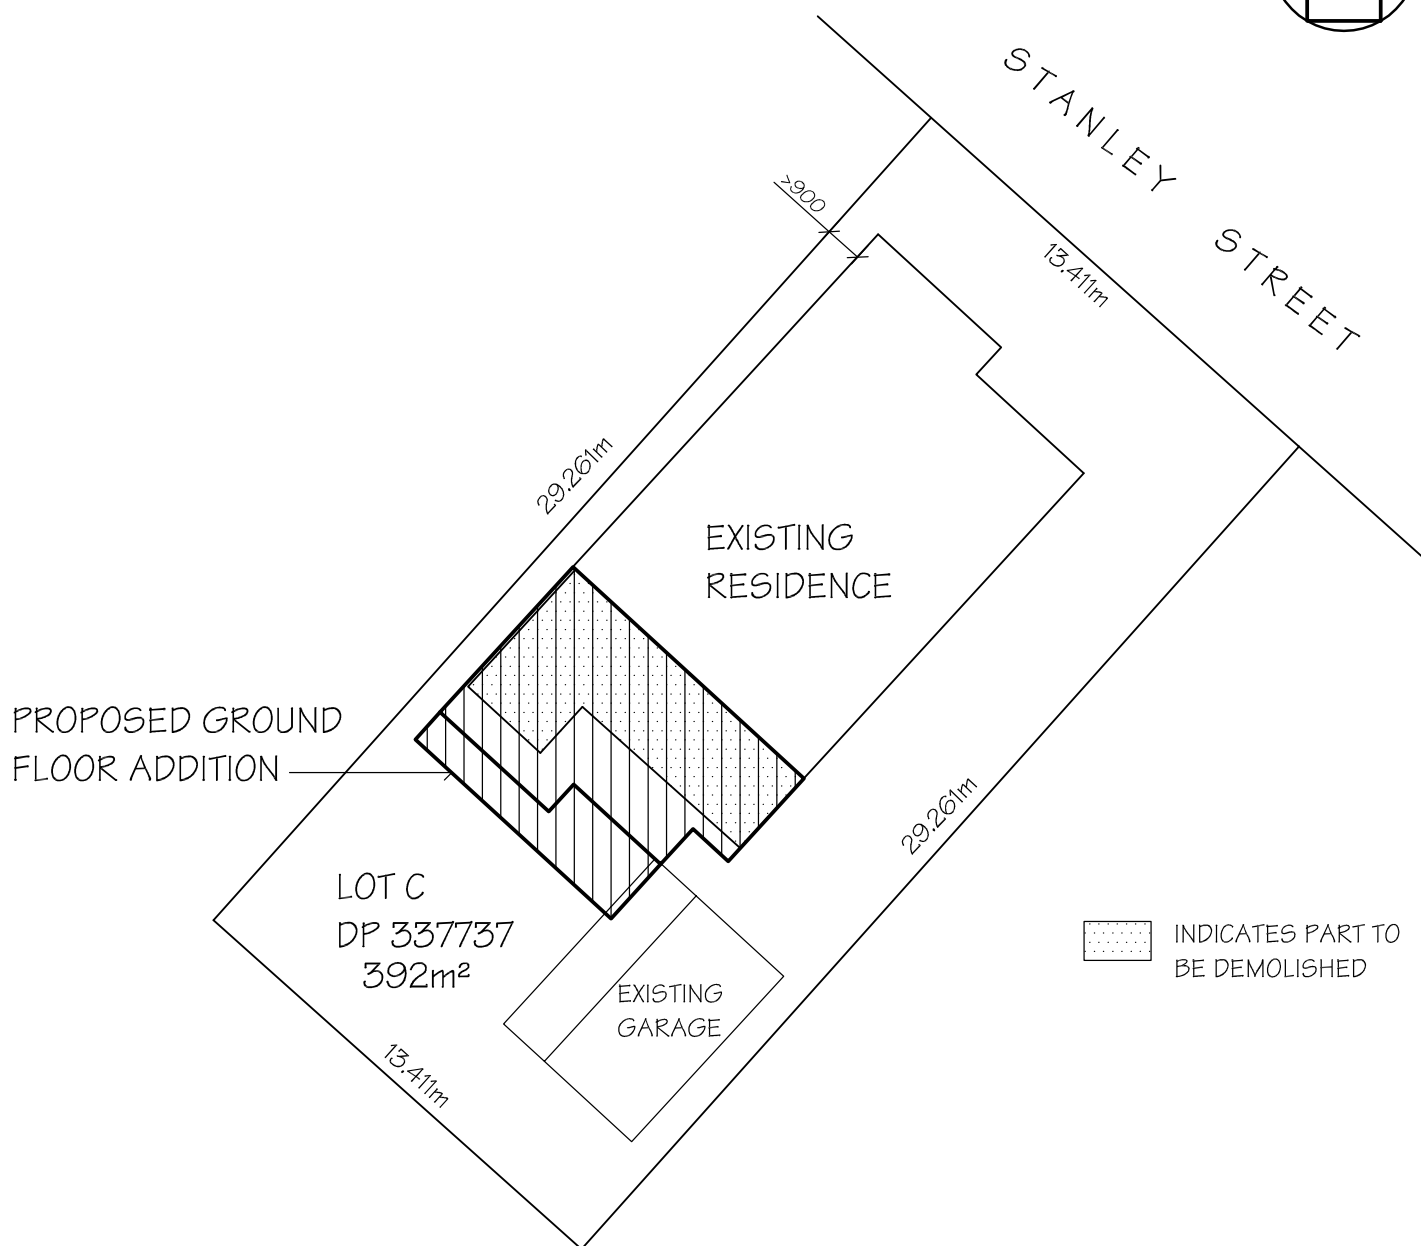 STANLEY STREET
>900
13.411m
29.261m
EXISTING
RESIDENCE
PROPOSED GROUND
FLOOR ADDITION
29.261m
LOT C
DP 337737
392m²
INDICATES PART TO
BE DEMOLISHED
EXISTING
GARAGE
13.411m